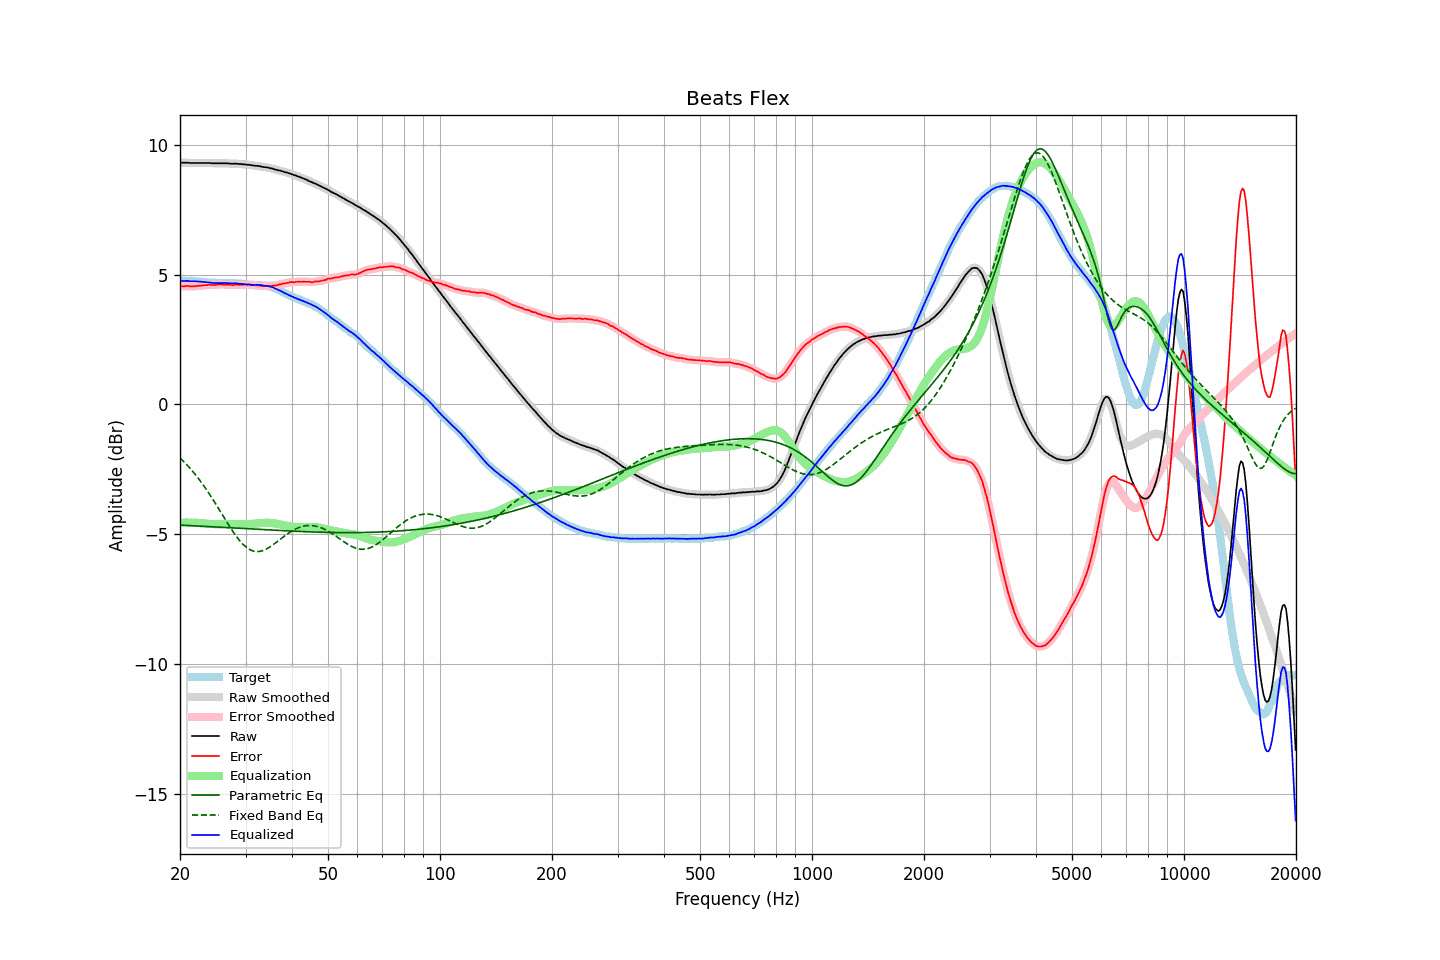 Beats Flex
Amplitude (dBr)
10
5
0
−5
−10
−15
Target
Raw Smoothed
Error Smoothed
Raw
Error
Equalization
Parametric Eq
Fixed Band Eq
Equalized
20 50 100 200 500 1000 2000 5000 10000 20000
Frequency (Hz)